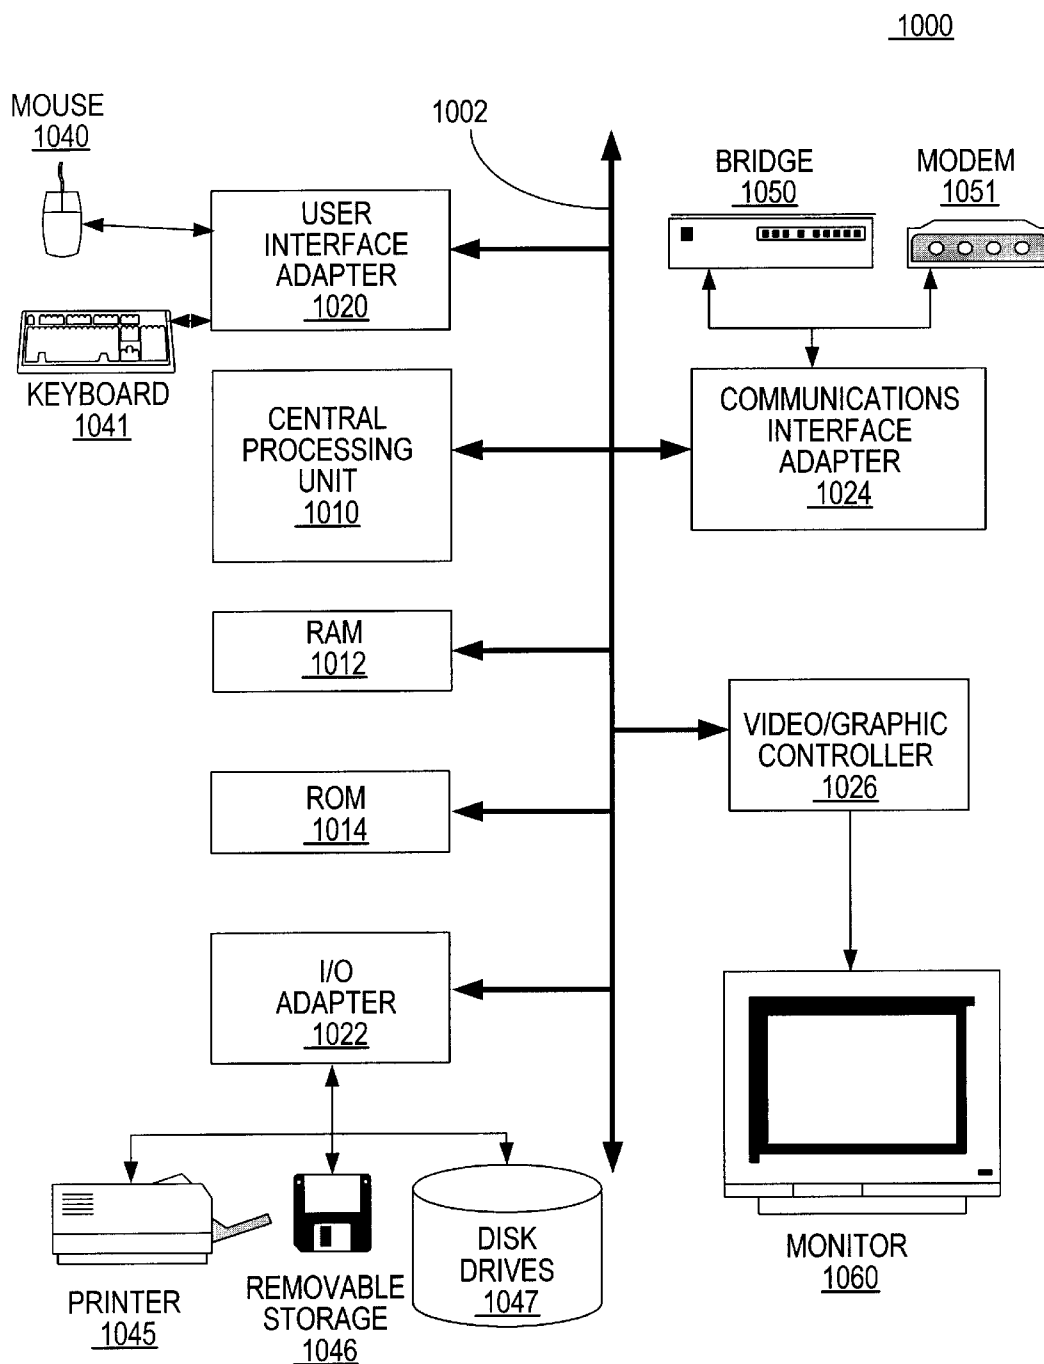 1000
MOUSE
1040
1002
BRIDGE
1050
MODEM
1051
USER
INTERFACE
ADAPTER
1020
KEYBOARD
1041
CENTRAL
PROCESSING
UNIT
1010
COMMUNICATIONS
INTERFACE
ADAPTER
1024
RAM
1012
VIDEO/GRAPHIC
CONTROLLER
1026
ROM
1014
I/O
ADAPTER
1022
PRINTER
1045
REMOVABLE
STORAGE
1046
DISK
DRIVES
1047
MONITOR
1060